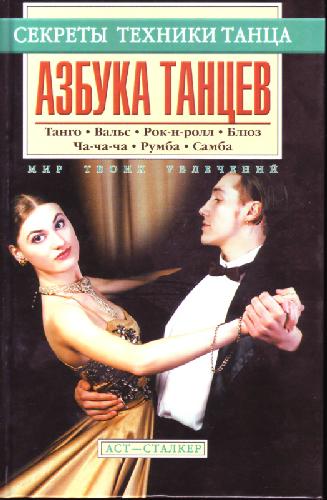 СЕКРЕТЫ ТЕХНИКИ ТАНЦА
АЗБУКА ТАНЦЕВ
Танго • Вальс • Рок-н-ролл • Блюз
Ча-ча-ча • Румба • Самба
МИР ТВОИХ УВЛЕЧЕНИЙ
АСТ—СТАЛКЕР